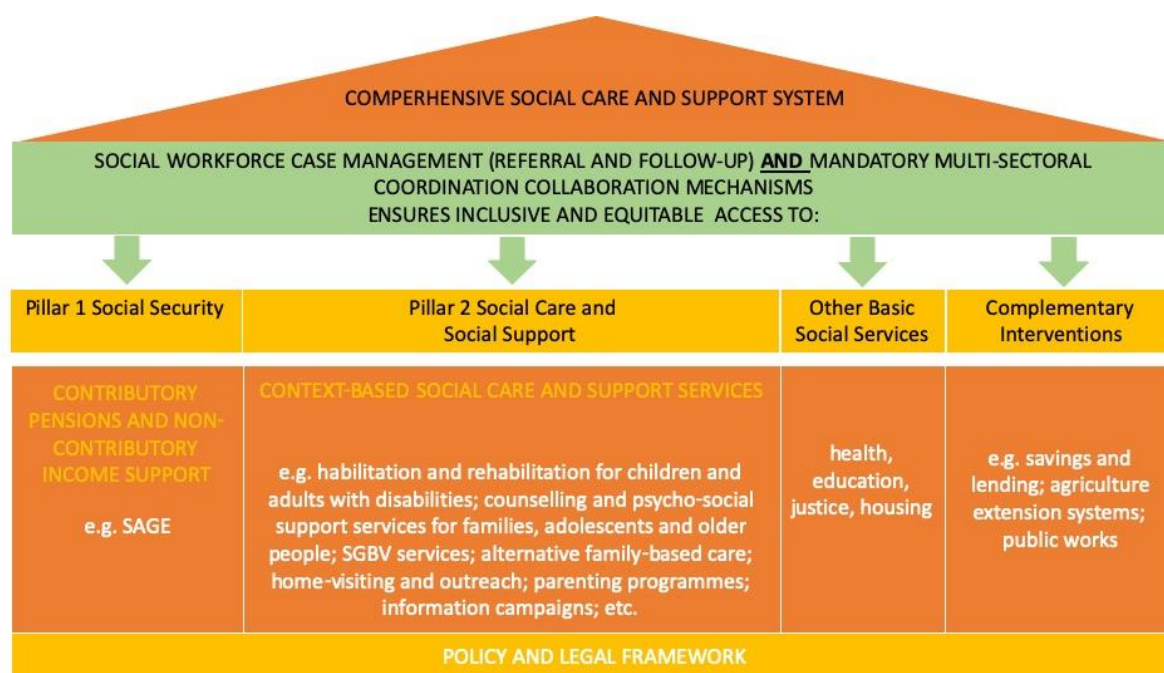 COMPERHENSIVE SOCIAL CARE AND SUPPORT SYSTEM
SOCIAL WORKFORCE CASE MANAGEMENT (REFERRAL AND FOLLOW-UP) AND MANDATORY MULTI-SECTORAL
COORDINATION COLLABORATION MECHANISMS
ENSURES INCLUSIVE AND EQUITABLE ACCESS TO:
Pillar 1 Social Security
Pillar 2 Social Care and
Social Support
Other Basic
Social Services
Complementary
Interventions
CONTRIBUTORY
PENSIONS AND NON-
CONTRIBUTORY
INCOME SUPPORT
e.g. SAGE
CONTEXT-BASED SOCIAL CARE AND SUPPORT SERVICES
e.g. habilitation and rehabilitation for children and
adults with disabilities; counselling and psycho-social
support services for families, adolescents and older
people; SGBV services; alternative family-based care;
home-visiting and outreach; parenting programmes;
information campaigns; etc.
health,
education,
justice, housing
e.g. savings and
lending; agriculture
extension systems;
public works
POLICY AND LEGAL FRAMEWORK